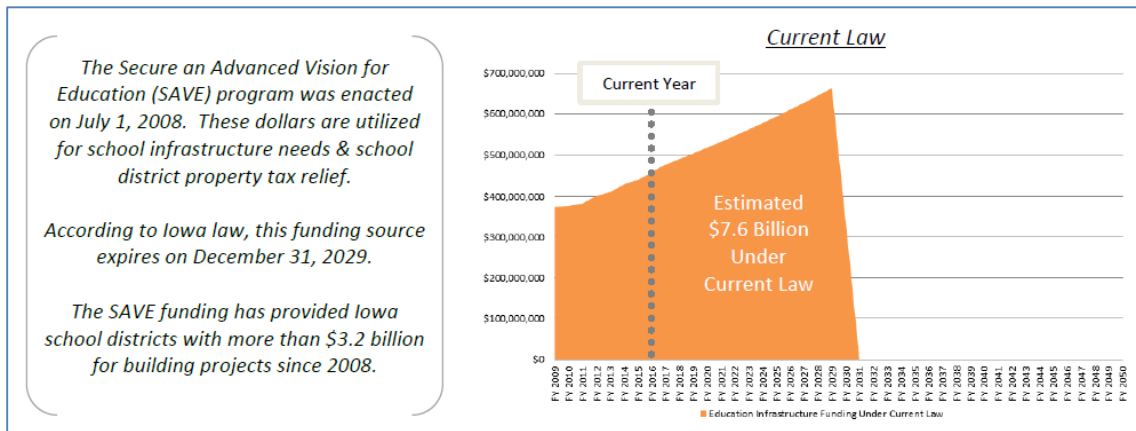 The Secure an Advanced Vision for
Education (SAVE) program was enacted
on July 1, 2008.  These dollars are utilized
for school infrastructure needs & school
district property tax relief.
According to Iowa law, this funding source
expires on December 31, 2029.
The SAVE funding has provided Iowa
school districts with more than $3.2 billion
for building projects since 2008.
Current Law
$700,000,000
$600,000,000
$500,000,000
$400,000,000
$300,000,000
$200,000,000
$100,000,000
$0
Current Year
Estimated
$7.6 Billion
Under
Current Law
FY 2009
FY 2010
FY 2011
FY 2012
FY 2013
FY 2014
FY 2015
FY 2016
FY 2017
FY 2018
FY 2019
FY 2020
FY 2021
FY 2022
FY 2023
FY 2024
FY 2025
FY 2026
FY 2027
FY 2028
FY 2029
FY 2030
FY 2031
FY 2032
FY 2033
FY 2034
FY 2035
FY 2036
FY 2037
FY 2038
FY 2039
FY 2040
FY 2041
FY 2042
FY 2043
FY 2044
FY 2045
FY 2046
FY 2047
FY 2048
FY 2049
FY 2050
Education Infrastructure Funding Under Current Law